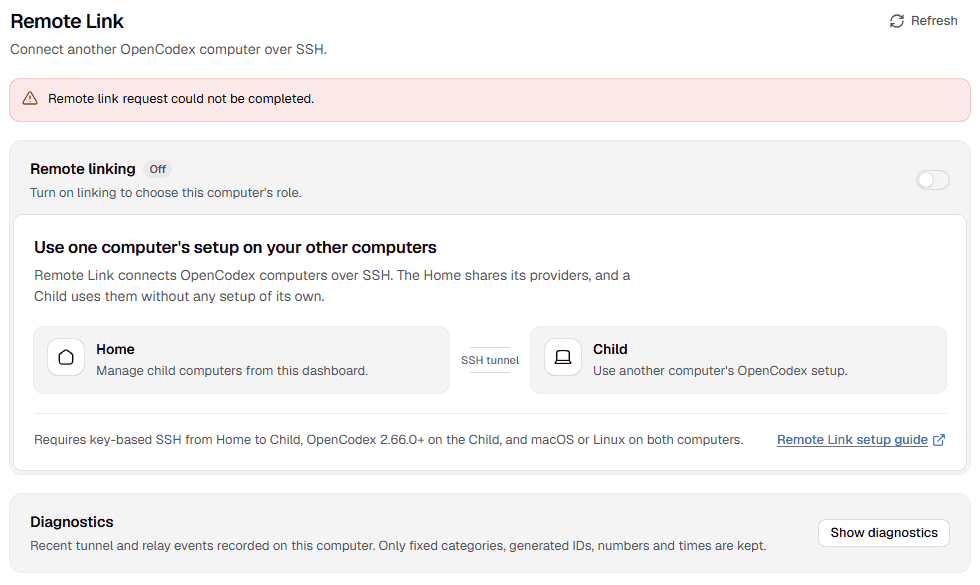 Remote Link
Refresh
Connect another OpenCodex computer over SSH.
Remote link request could not be completed.
Remote linking Off
Turn on linking to choose this computer's role.
Use one computer's setup on your other computers
Remote Link connects OpenCodex computers over SSH. The Home shares its providers, and a
Child uses them without any setup of its own.
Home
Manage child computers from this dashboard.
SSH tunnel
Child
Use another computer's OpenCodex setup.
Requires key-based SSH from Home to Child, OpenCodex 2.66.0+ on the Child, and macOS or Linux on both computers.
Remote Link setup guide
Diagnostics
Recent tunnel and relay events recorded on this computer. Only fixed categories, generated IDs, numbers and times are kept.
Show diagnostics